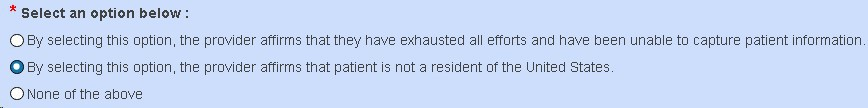 * Select an option below :
By selecting this option, the provider affirms that they have exhausted all efforts and have been unable to capture patient information.
By selecting this option, the provider affirms that patient is not a resident of the United States.
None of the above